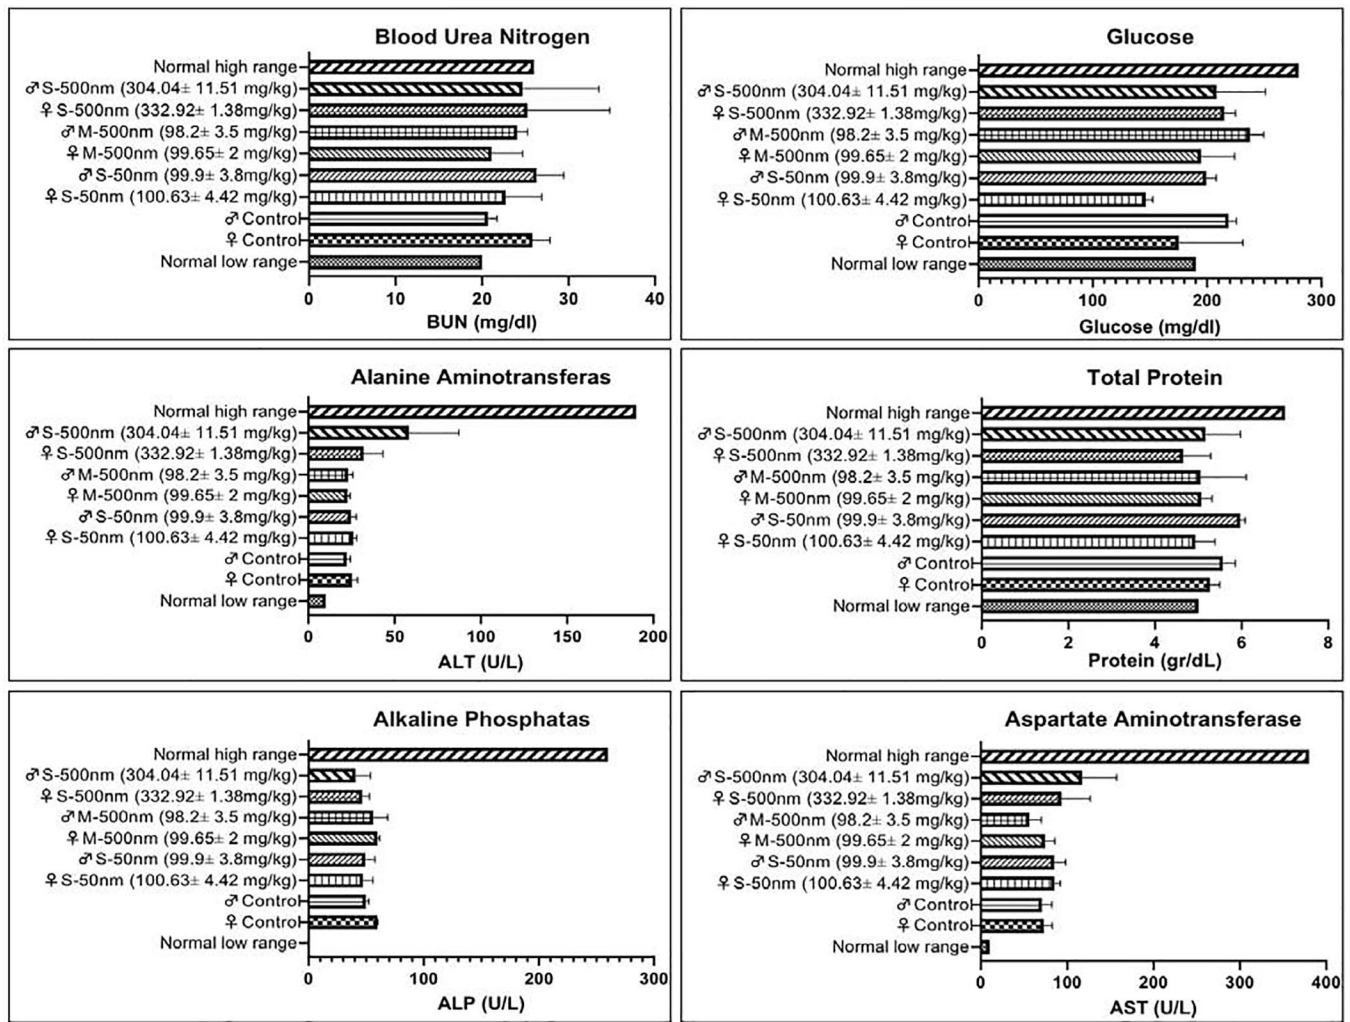 Blood Urea Nitrogen
Normal high range
♂S-500nm (304.04± 11.51 mg/kg)
♀S-500nm (332.92± 1.38mg/kg)
♂M-500nm (98.2± 3.5 mg/kg)
♀M-500nm (99.65± 2 mg/kg)
♂S-50nm (99.9± 3.8mg/kg)
♀S-50nm (100.63± 4.42 mg/kg)
♂Control
♀Control
Normal low range
0 10 20 30 40
BUN (mg/dl)
Glucose
Normal high range
♂S-500nm (304.04± 11.51 mg/kg)
♀S-500nm (332.92± 1.38mg/kg)
♂M-500nm (98.2± 3.5 mg/kg)
♀M-500nm (99.65± 2 mg/kg)
♂S-50nm (99.9± 3.8mg/kg)
♀S-50nm (100.63± 4.42 mg/kg)
♂Control
♀Control
Normal low range
0 100 200 300
Glucose (mg/dl)
Alanine Aminotransferas
Normal high range
♂S-500nm (304.04± 11.51 mg/kg)
♀S-500nm (332.92± 1.38mg/kg)
♂M-500nm (98.2± 3.5 mg/kg)
♀M-500nm (99.65± 2 mg/kg)
♂S-50nm (99.9± 3.8mg/kg)
♀S-50nm (100.63± 4.42 mg/kg)
♂Control
♀Control
Normal low range
0 50 100 150 200
ALT (U/L)
Total Protein
Normal high range
♂S-500nm (304.04± 11.51 mg/kg)
♀S-500nm (332.92± 1.38mg/kg)
♂M-500nm (98.2± 3.5 mg/kg)
♀M-500nm (99.65± 2 mg/kg)
♂S-50nm (99.9± 3.8mg/kg)
♀S-50nm (100.63± 4.42 mg/kg)
♂Control
♀Control
Normal low range
0 2 4 6 8
Protein (gr/dL)
Alkaline Phosphatas
Normal high range
♂S-500nm (304.04± 11.51 mg/kg)
♀S-500nm (332.92± 1.38mg/kg)
♂M-500nm (98.2± 3.5 mg/kg)
♀M-500nm (99.65± 2 mg/kg)
♂S-50nm (99.9± 3.8mg/kg)
♀S-50nm (100.63± 4.42 mg/kg)
♂Control
♀Control
Normal low range
0 100 200 300
ALP (U/L)
Aspartate Aminotransferase
Normal high range
♂S-500nm (304.04± 11.51 mg/kg)
♀S-500nm (332.92± 1.38mg/kg)
♂M-500nm (98.2± 3.5 mg/kg)
♀M-500nm (99.65± 2 mg/kg)
♂S-50nm (99.9± 3.8mg/kg)
♀S-50nm (100.63± 4.42 mg/kg)
♂Control
♀Control
Normal low range
0 100 200 300 400
AST (U/L)